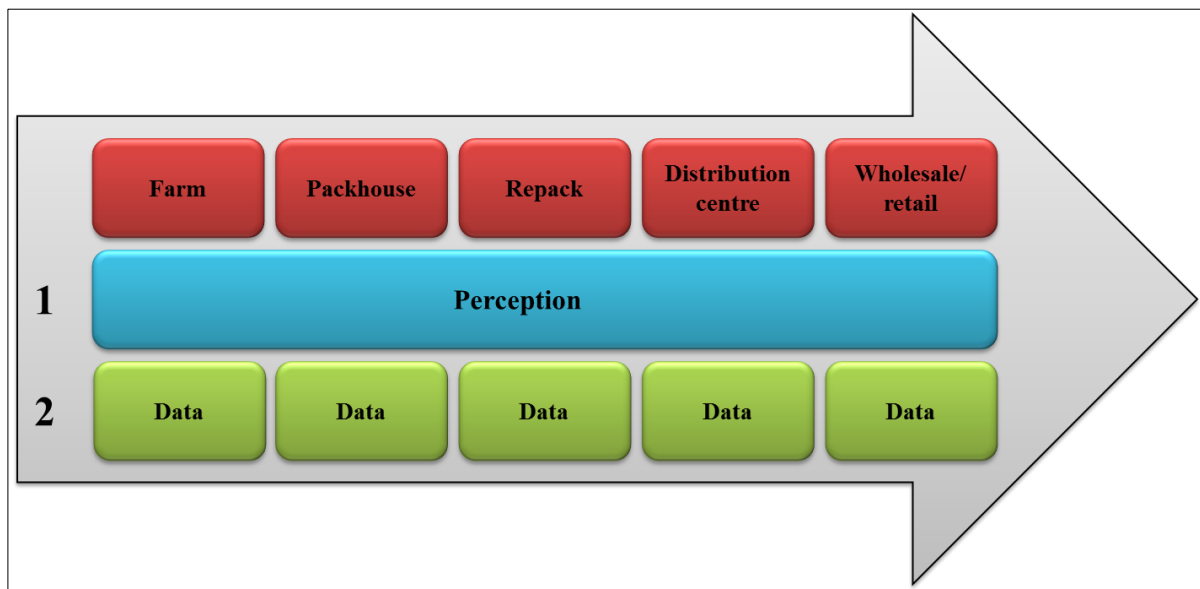 Farm
Packhouse
Repack
Distribution
centre
Wholesale/
retail
1
Perception
2
Data
Data
Data
Data
Data